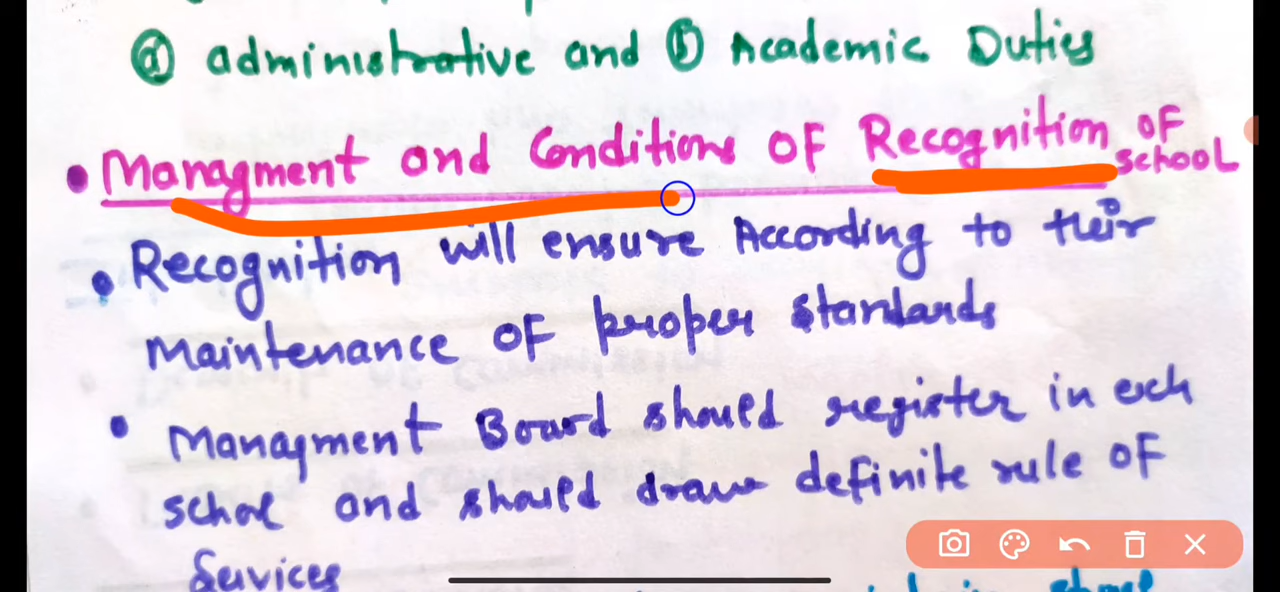 ⓐ administrative and ⓑ Academic Duties
• Managment and Conditions OF Recognition OF school
• Recognition will ensure According to their
Maintenance OF proper standards
• Managment Board should register in each
school and should draw definite rule OF
Services